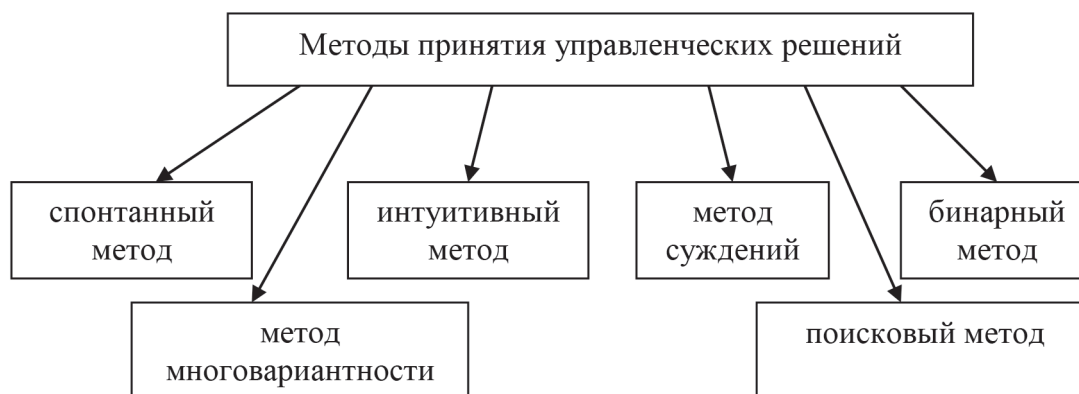 Методы принятия управленческих решений
спонтанный
метод
интуитивный
метод
метод
суждений
бинарный
метод
метод
многовариантности
поисковый метод